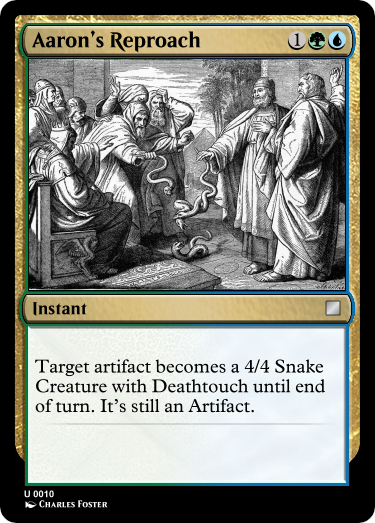 Aaron's Reproach 1
Instant
Target artifact becomes a 4/4 Snake
Creature with Deathtouch until end
of turn. It's still an Artifact.
U 0010
Charles Foster